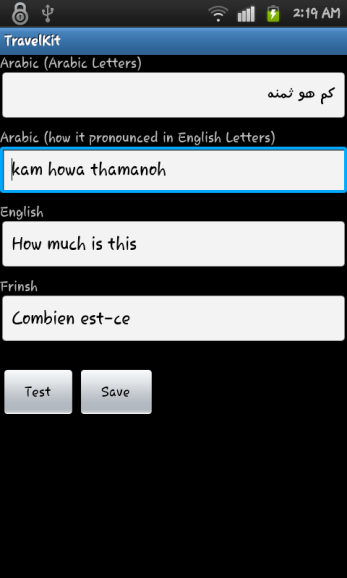 2:19 AM
TravelKit
Arabic (Arabic Letters)
كم هو ثمنه
Arabic (how it pronounced in English Letters)
kam howa thamanoh
English
How much is this
Frinsh
Combien est-ce
Test Save